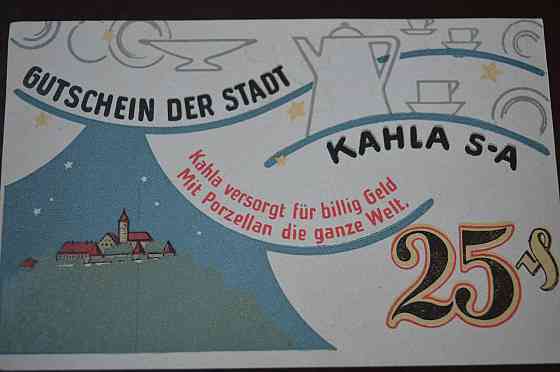 GUTSCHEIN DER STADT
KAHLA S-A
Kahla versorgt für billig Geld
Mit Porzellan die ganze Welt.
25 ₰